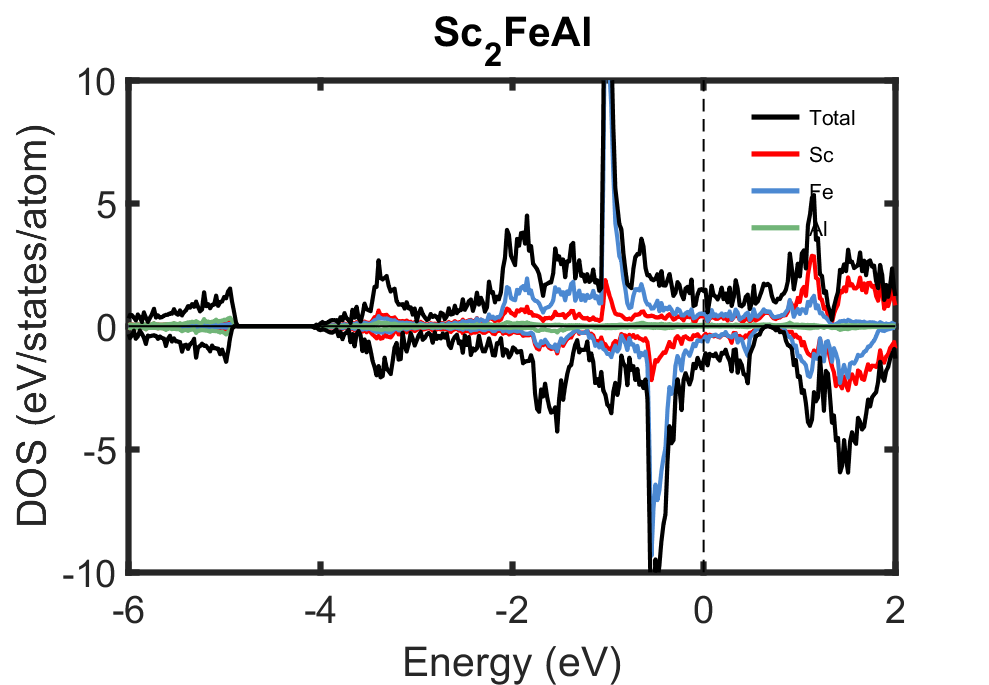 Sc2FeAl
10
5
0
-5
-10
DOS (eV/states/atom)
Total
Sc
Fe
Al
-6 -4 -2 0 2
Energy (eV)